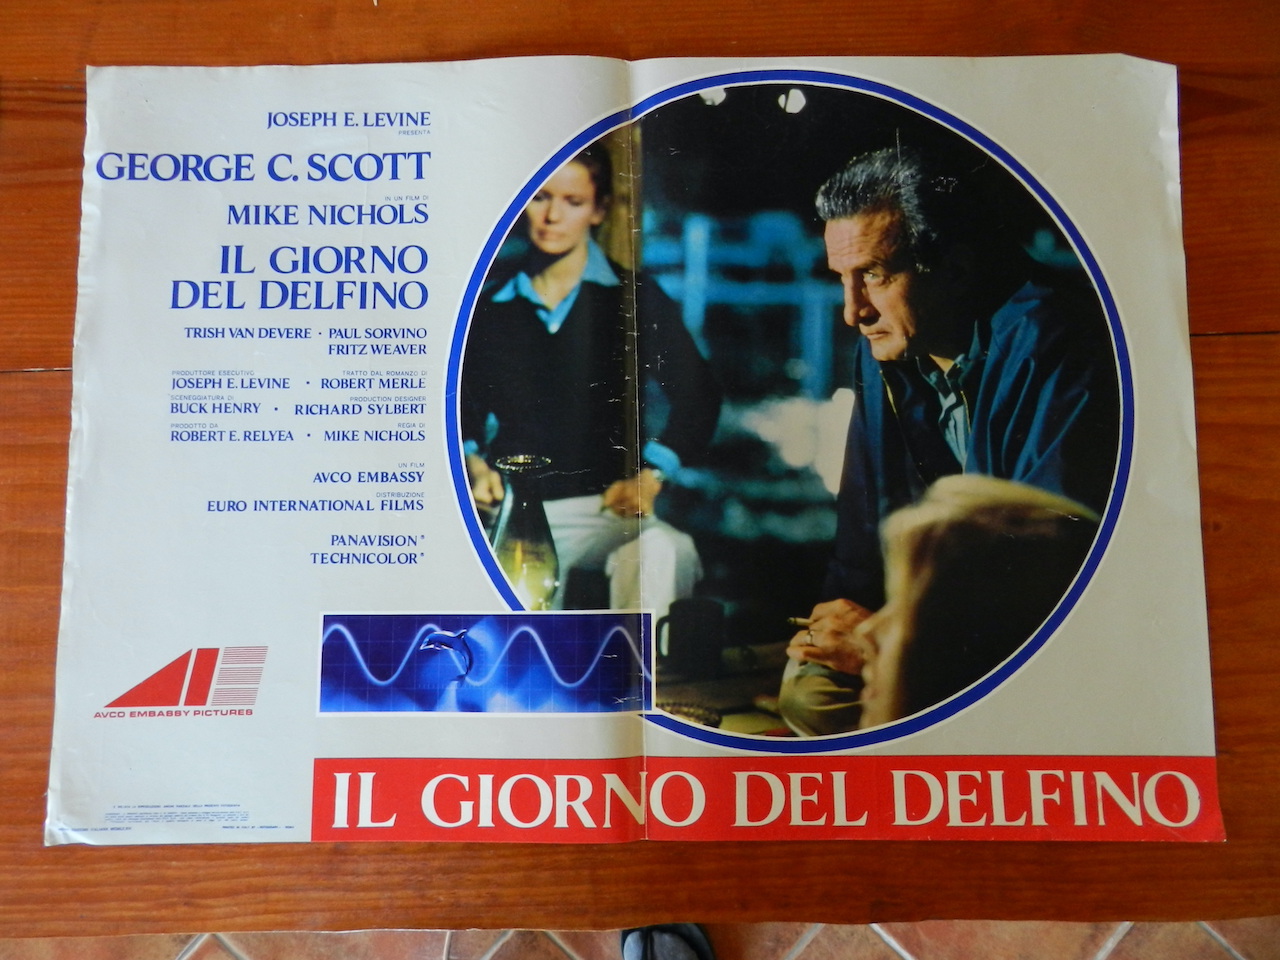 JOSEPH E. LEVINE
PRESENTA
GEORGE C. SCOTT
IN UN FILM DI
MIKE NICHOLS
IL GIORNO
DEL DELFINO
TRISH VAN DEVERE · PAUL SORVINO
FRITZ WEAVER
PRODUTTORE ESECUTIVO TRATTO DAL ROMANZO DI
JOSEPH E. LEVINE · ROBERT MERLE
SCENEGGIATURA DI PRODUCTION DESIGNER
BUCK HENRY · RICHARD SYLBERT
PRODOTTO DA REGIA DI
ROBERT E. RELYEA · MIKE NICHOLS
UN FILM
AVCO EMBASSY
DISTRIBUZIONE
EURO INTERNATIONAL FILMS
PANAVISION®
TECHNICOLOR®
AVCO EMBASSY PICTURES
IL GIORNO DEL DELFINO